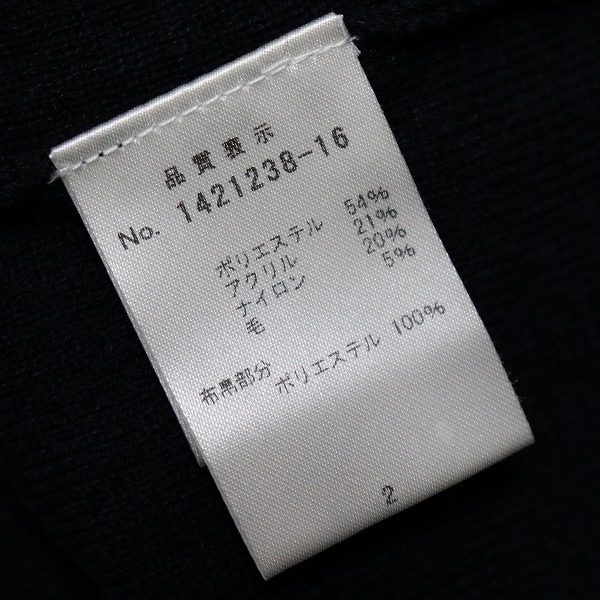 品質表示
No. 1421238-16
ポリエステル 54%
アクリル 21%
ナイロン 20%
毛 5%
布帛部分
ポリエステル 100%
2